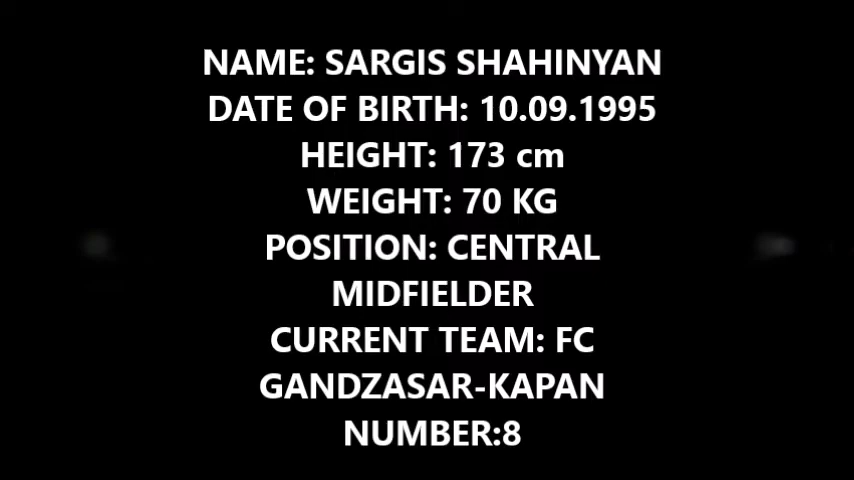 NAME: SARGIS SHAHINYAN
DATE OF BIRTH: 10.09.1995
HEIGHT: 173 cm
WEIGHT: 70 KG
POSITION: CENTRAL
MIDFIELDER
CURRENT TEAM: FC
GANDZASAR-KAPAN
NUMBER:8